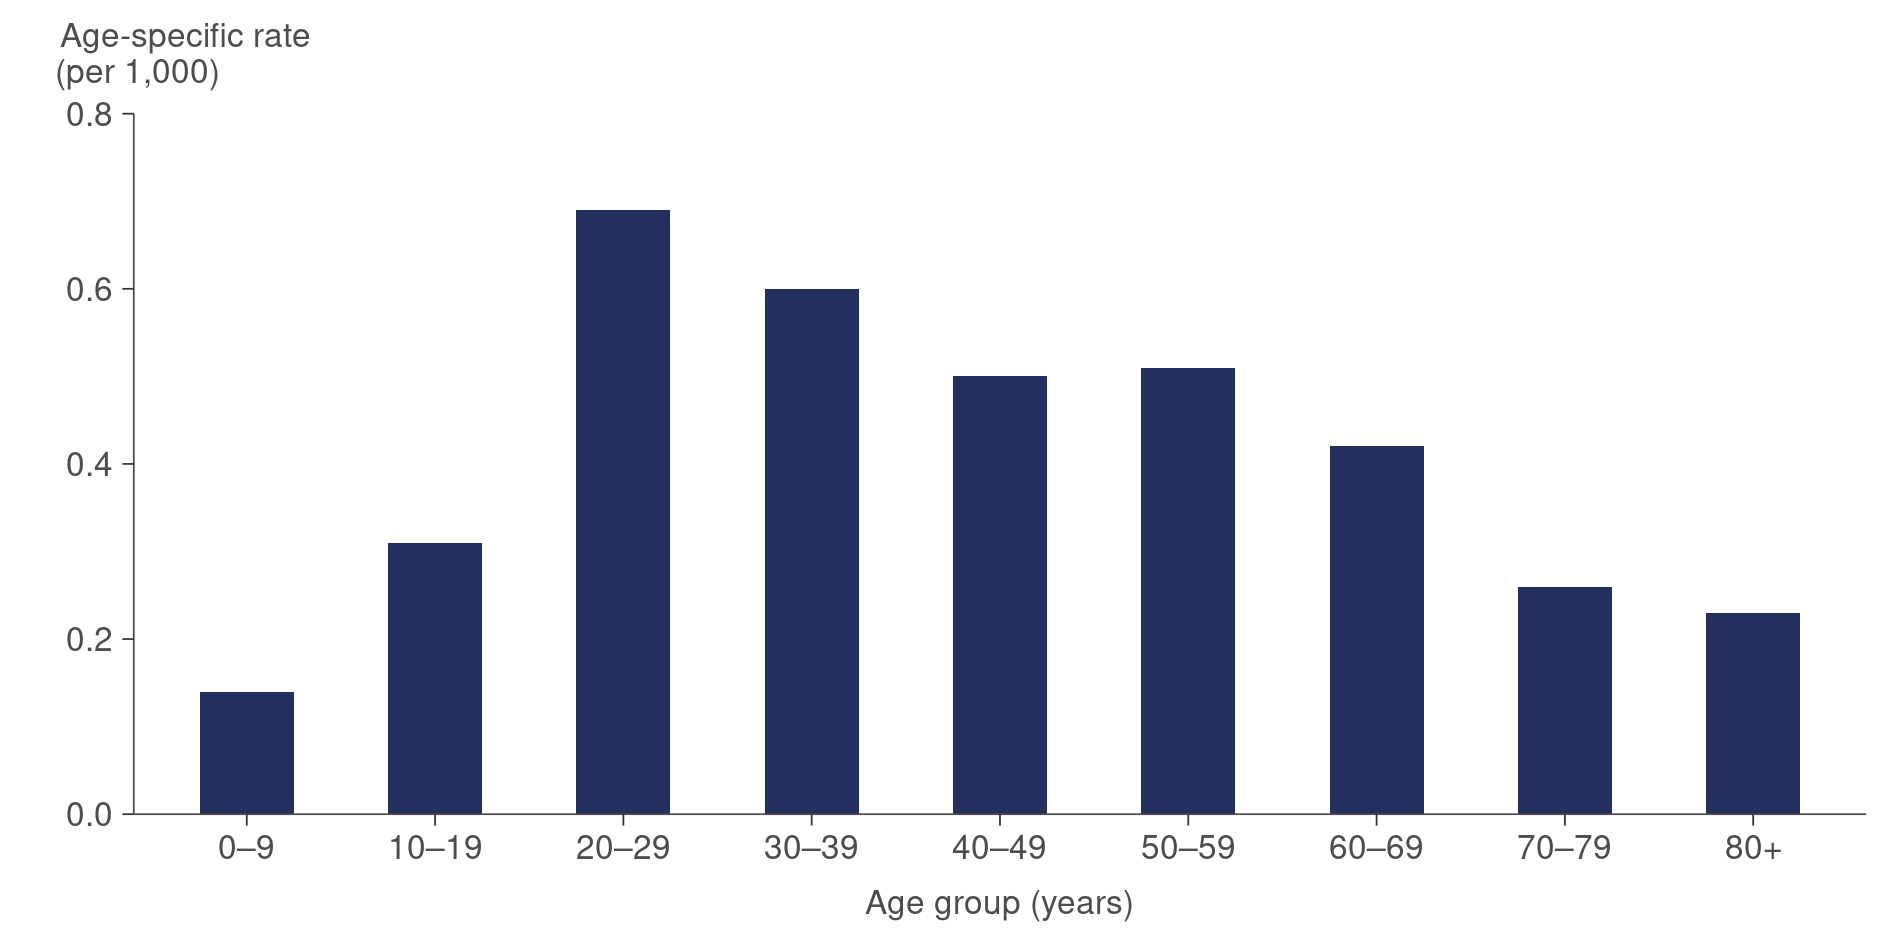 Age-specific rate
(per 1,000)
0.8
0.6
0.4
0.2
0.0
0–9 10–19 20–29 30–39 40–49 50–59 60–69 70–79 80+
Age group (years)